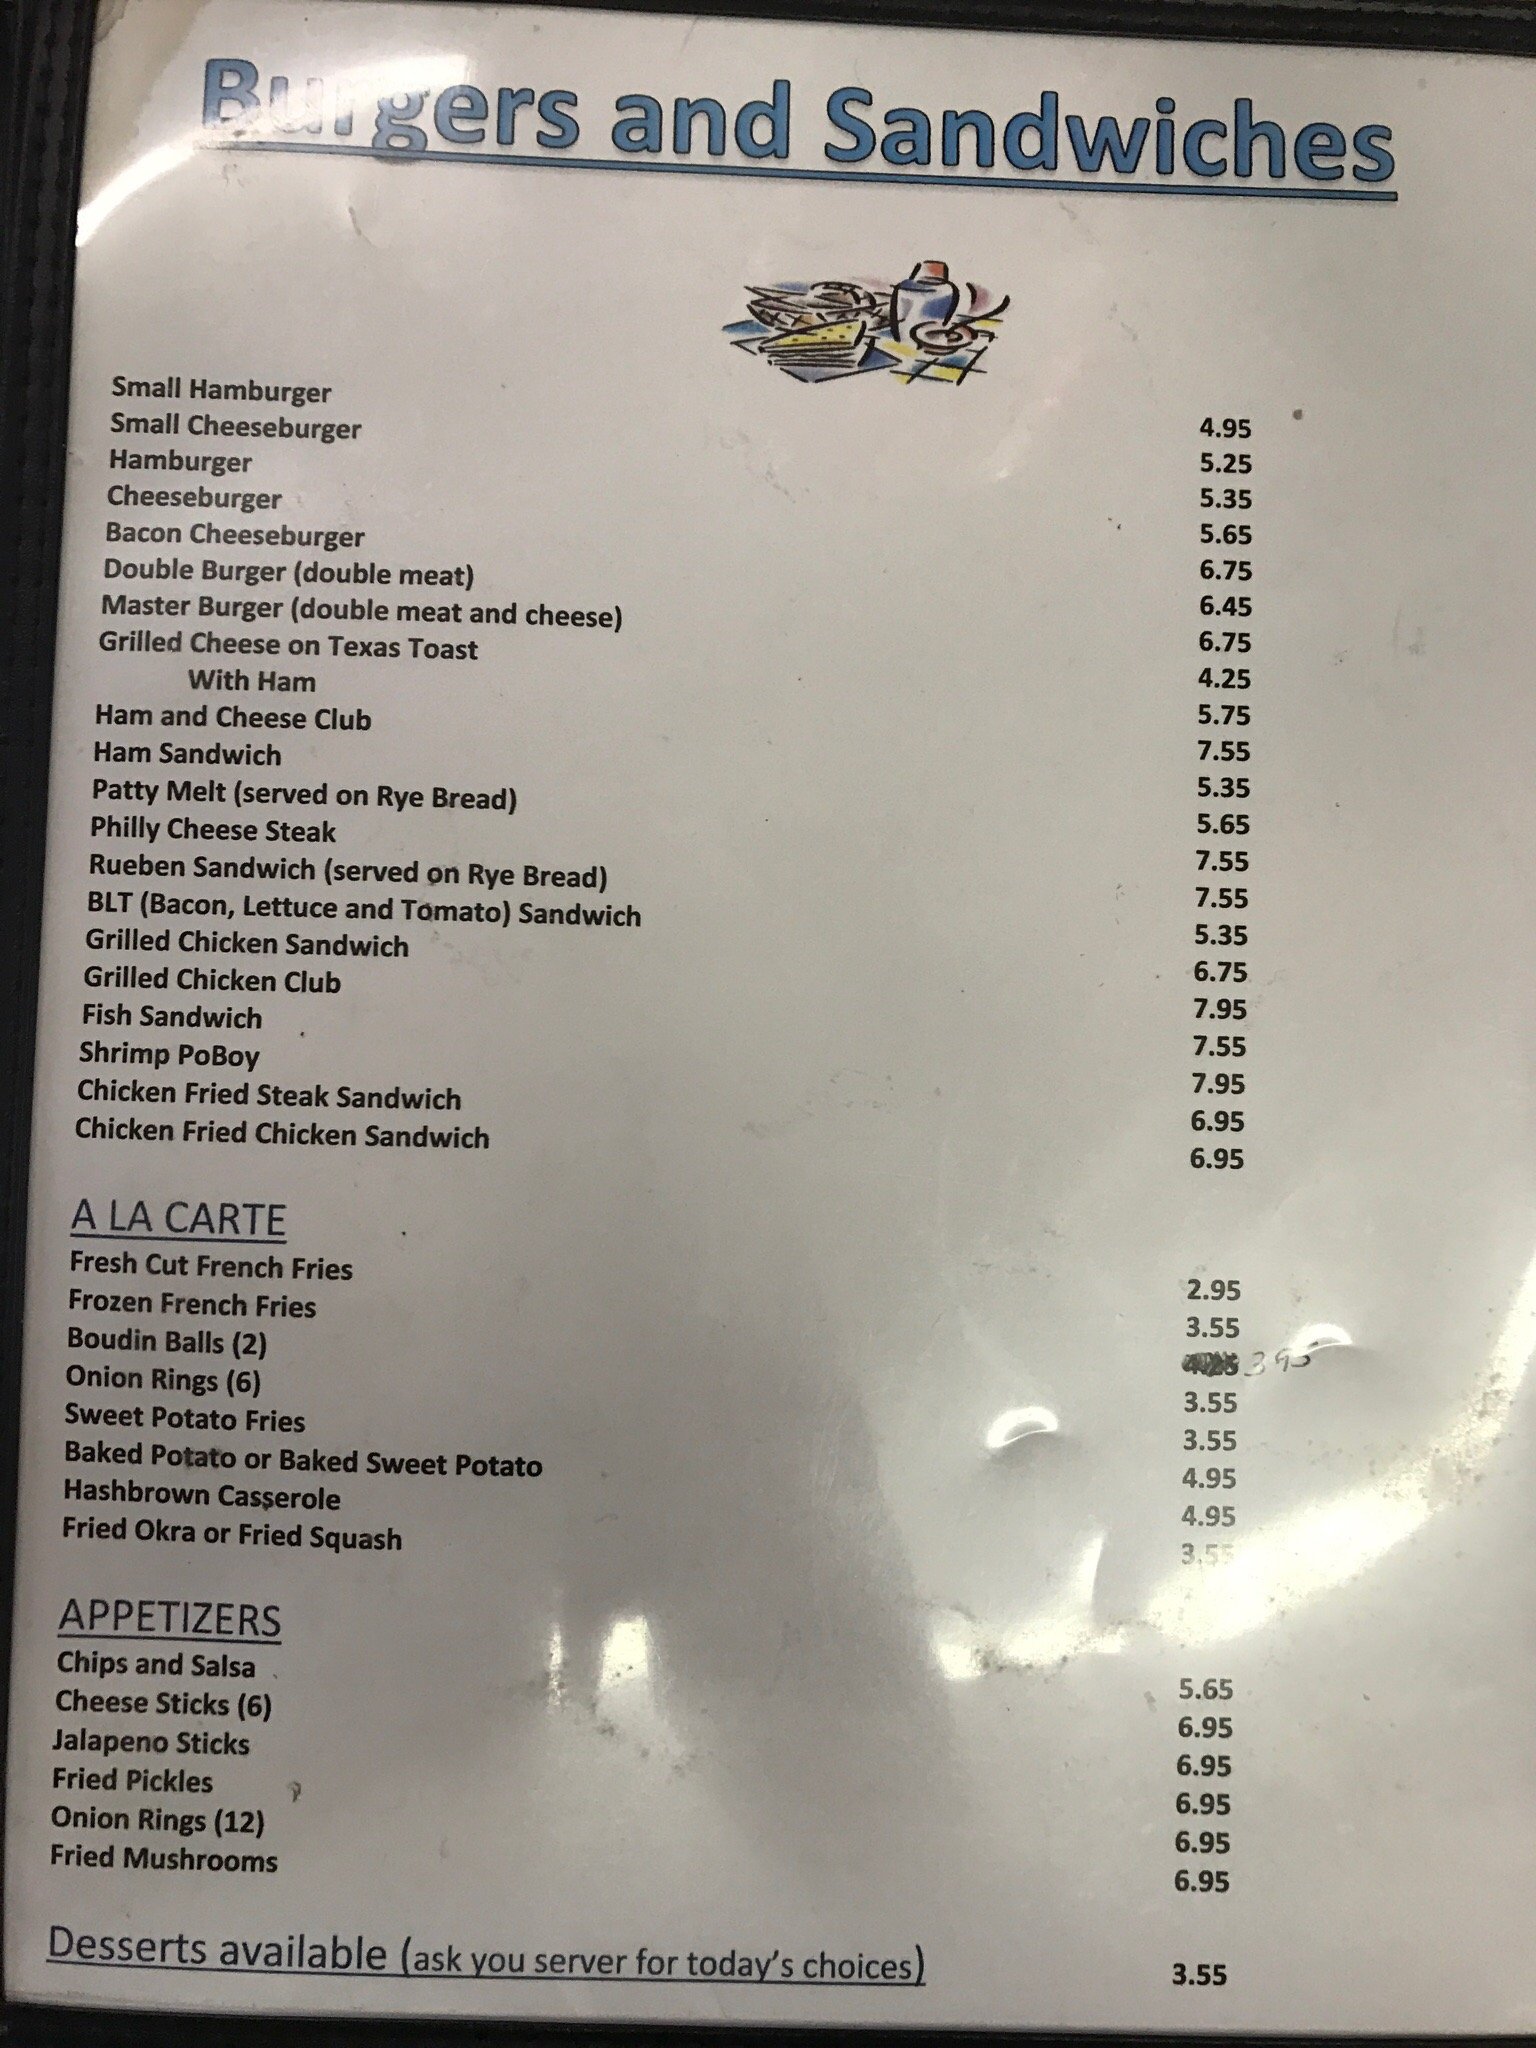 Burgers and Sandwiches
Small Hamburger 4.95
Small Cheeseburger 5.25
Hamburger 5.35
Cheeseburger 5.65
Bacon Cheeseburger 6.75
Double Burger (double meat) 6.45
Master Burger (double meat and cheese) 6.75
Grilled Cheese on Texas Toast 4.25
With Ham 5.75
Ham and Cheese Club 7.55
Ham Sandwich 5.35
Patty Melt (served on Rye Bread) 5.65
Philly Cheese Steak 7.55
Rueben Sandwich (served on Rye Bread) 7.55
BLT (Bacon, Lettuce and Tomato) Sandwich 5.35
Grilled Chicken Sandwich 6.75
Grilled Chicken Club 7.95
Fish Sandwich 7.55
Shrimp PoBoy 7.95
Chicken Fried Steak Sandwich 6.95
Chicken Fried Chicken Sandwich 6.95
A LA CARTE
Fresh Cut French Fries 2.95
Frozen French Fries 3.55
Boudin Balls (2) 4.25 3 95
Onion Rings (6) 3.55
Sweet Potato Fries 3.55
Baked Potato or Baked Sweet Potato 4.95
Hashbrown Casserole 4.95
Fried Okra or Fried Squash 3.55
APPETIZERS
Chips and Salsa 5.65
Cheese Sticks (6) 6.95
Jalapeno Sticks 6.95
Fried Pickles 6.95
Onion Rings (12) 6.95
Fried Mushrooms 6.95
Desserts available (ask you server for today's choices) 3.55